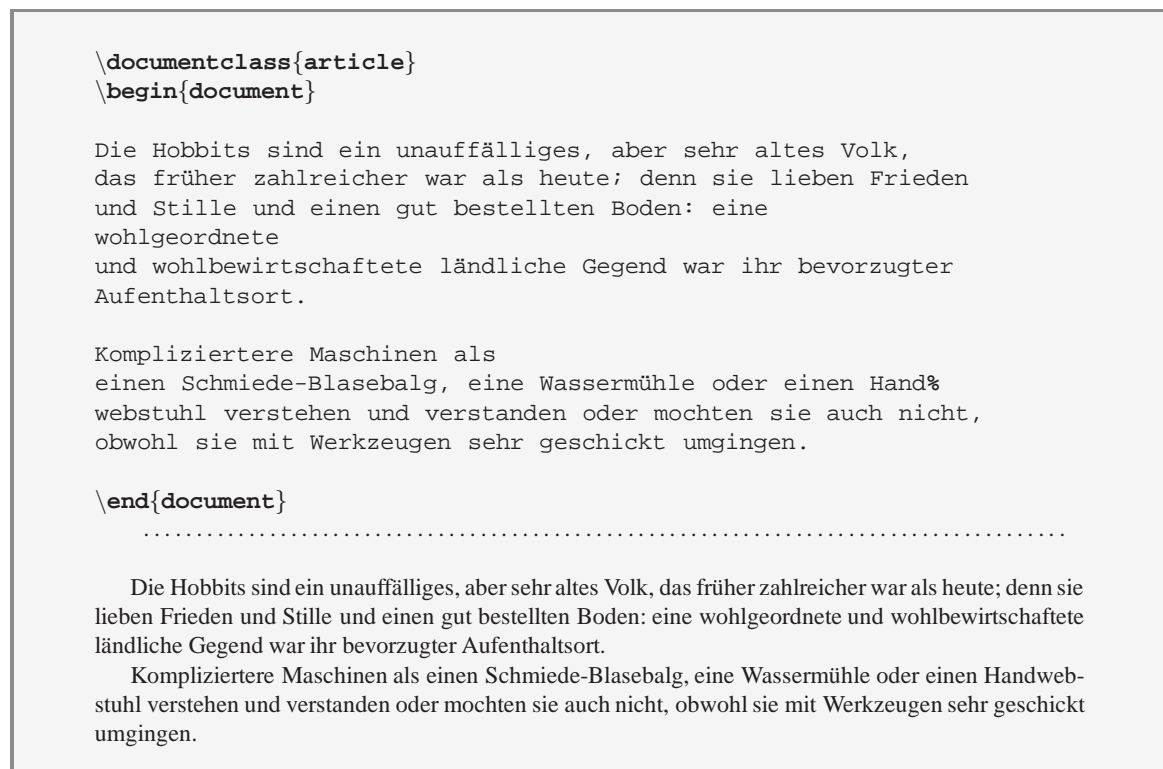 \documentclass{article}
\begin{document}
Die Hobbits sind ein unauffälliges, aber sehr altes Volk,
das früher zahlreicher war als heute; denn sie lieben Frieden
und Stille und einen gut bestellten Boden: eine
wohlgeordnete
und wohlbewirtschaftete ländliche Gegend war ihr bevorzugter
Aufenthaltsort.
Kompliziertere Maschinen als
einen Schmiede-Blasebalg, eine Wassermühle oder einen Hand%
webstuhl verstehen und verstanden oder mochten sie auch nicht,
obwohl sie mit Werkzeugen sehr geschickt umgingen.
\end{document}
Die Hobbits sind ein unauffälliges, aber sehr altes Volk, das früher zahlreicher war als heute; denn sie
lieben Frieden und Stille und einen gut bestellten Boden: eine wohlgeordnete und wohlbewirtschaftete
ländliche Gegend war ihr bevorzugter Aufenthaltsort.
Kompliziertere Maschinen als einen Schmiede-Blasebalg, eine Wassermühle oder einen Handweb-
stuhl verstehen und verstanden oder mochten sie auch nicht, obwohl sie mit Werkzeugen sehr geschickt
umgingen.